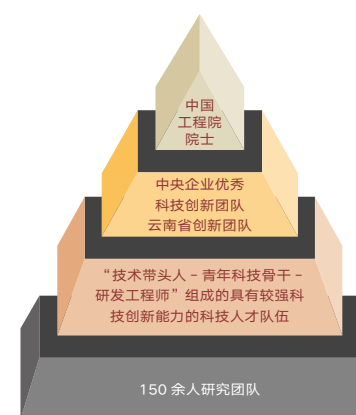 中国
工程院
院士
中央企业优秀
科技创新团队
云南省创新团队
“技术带头人-青年科技骨干-
研发工程师”组成的具有较强科
技创新能力的科技人才队伍
150 余人研究团队